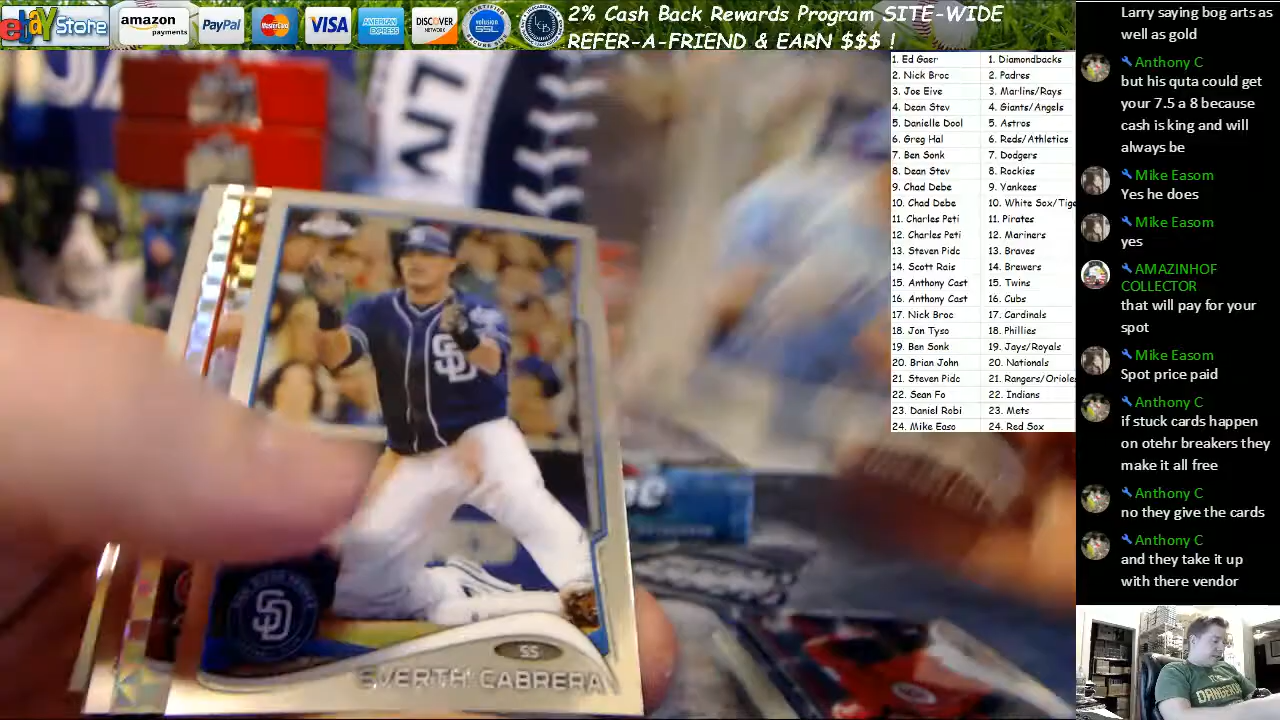 ebay Store
amazon
payments
PayPal
MasterCard
VISA
AMERICAN
EXPRESS
DISCOVER
NETWORK
volusion
SSL
2% Cash Back Rewards Program SITE-WIDE
REFER-A-FRIEND & EARN $$$ !
1. Ed Gaer 1. Diamondbacks
2. Nick Broc 2. Padres
3. Joe Eive 3. Marlins/Rays
4. Dean Stev 4. Giants/Angels
5. Danielle Dool 5. Astros
6. Greg Hal 6. Reds/Athletics
7. Ben Sonk 7. Dodgers
8. Dean Stev 8. Rockies
9. Chad Debe 9. Yankees
10. Chad Debe 10. White Sox/Tige
11. Charles Peti 11. Pirates
12. Charles Peti 12. Mariners
13. Steven Pidc 13. Braves
14. Scott Rais 14. Brewers
15. Anthony Cast 15. Twins
16. Anthony Cast 16. Cubs
17. Nick Broc 17. Cardinals
18. Jon Tyso 18. Phillies
19. Ben Sonk 19. Jays/Royals
20. Brian John 20. Nationals
21. Steven Pidc 21. Rangers/Oriole
22. Sean Fo 22. Indians
23. Daniel Robi 23. Mets
24. Mike Easo 24. Red Sox
Larry saying hog arts as
well as gold
Anthony C
but his quta could get
your 7.5 a 8 because
cash is king and will
always be
Mike Easom
Yes he does
Mike Easom
yes
AMAZINHOF
COLLECTOR
that will pay for your
spot
Mike Easom
Spot price paid
Anthony C
if stuck cards happen
on otehr breakers they
make it all free
Anthony C
no they give the cards
Anthony C
and they take it up
with there vendor
SD
SD
SS
EVERTH CABRERA